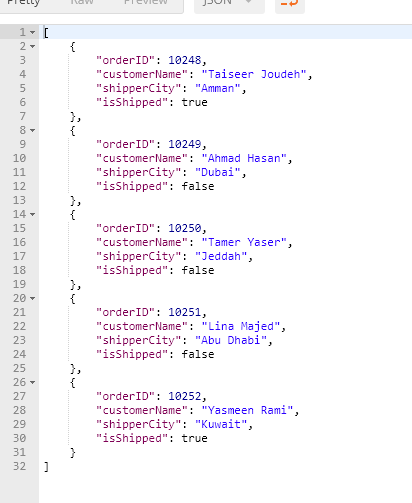 Pretty Raw Preview JSON
1 [
2 {
3 "orderID": 10248,
4 "customerName": "Taiseer Joudeh",
5 "shipperCity": "Amman",
6 "isShipped": true
7 },
8 {
9 "orderID": 10249,
10 "customerName": "Ahmad Hasan",
11 "shipperCity": "Dubai",
12 "isShipped": false
13 },
14 {
15 "orderID": 10250,
16 "customerName": "Tamer Yaser",
17 "shipperCity": "Jeddah",
18 "isShipped": false
19 },
20 {
21 "orderID": 10251,
22 "customerName": "Lina Majed",
23 "shipperCity": "Abu Dhabi",
24 "isShipped": false
25 },
26 {
27 "orderID": 10252,
28 "customerName": "Yasmeen Rami",
29 "shipperCity": "Kuwait",
30 "isShipped": true
31 }
32 ]